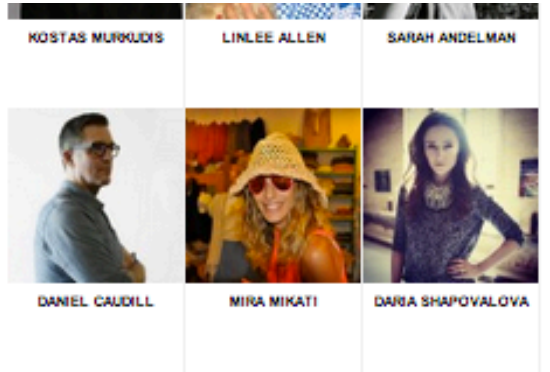 KOSTAS MURKUDIS
LINLEE ALLEN
SARAH ANDELMAN
DANIEL CAUDILL
MIRA MIKATI
DARIA SHAPOVALOVA